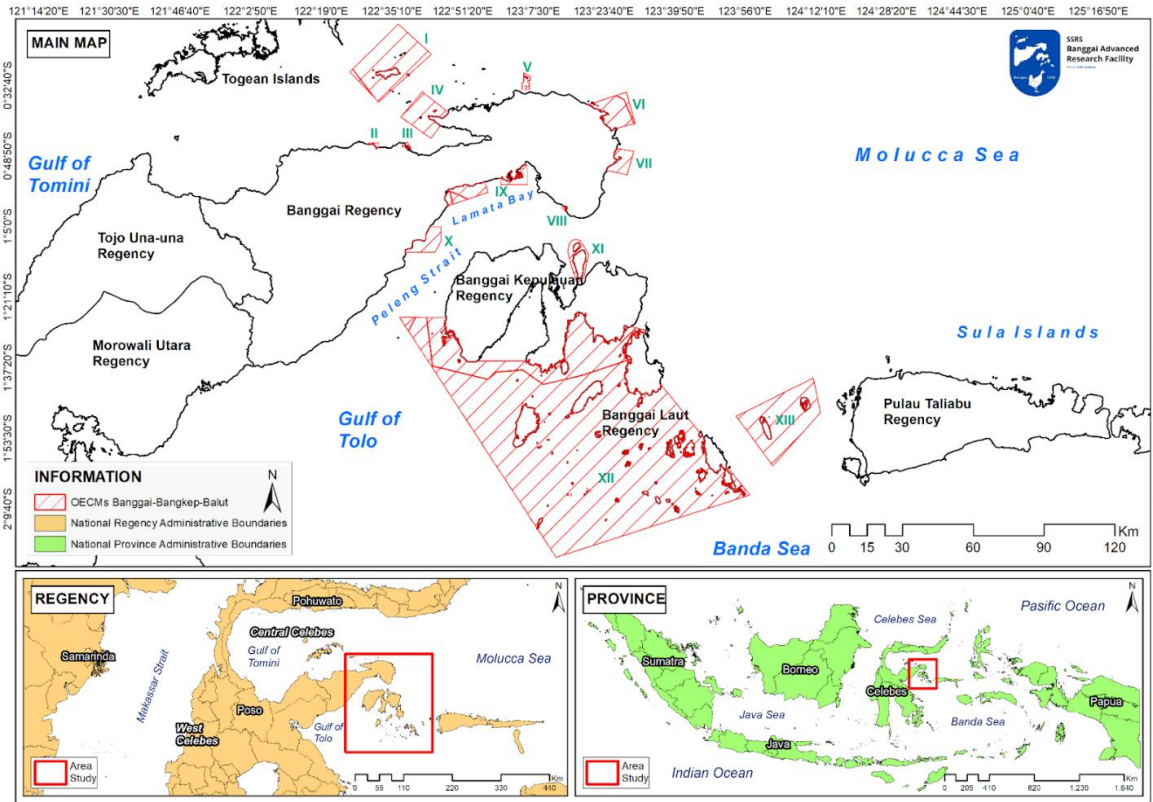 121°14'20"E 121°30'30"E 121°46'40"E 122°2'50"E 122°19'0"E 122°35'10"E 122°51'20"E 123°7'30"E 123°23'40"E 123°39'50"E 123°56'0"E 124°12'10"E 124°28'20"E 124°44'30"E 125°0'40"E 125°16'50"E
MAIN MAP
SSRS
Banggai Advanced
Research Facility
0°32'40"S
0°48'50"S
1°5'0"S
1°21'10"S
1°37'20"S
1°53'30"S
2°9'40"S
Togean Islands
I
IV
V
VI
II
III
VII
Gulf of
Tomini
Molucca Sea
Banggai Regency
IX
Lamata Bay
VIII
Tojo Una-una
Regency
X
XI
Peleng Strait
Banggai Kepulauan
Regency
Morowali Utara
Regency
Sula Islands
Gulf of
Tolo
Banggai Laut
Regency
XIII
Pulau Taliabu
Regency
XII
Banda Sea
INFORMATION
N
OECMs Banggai-Bangkep-Balut
National Regency Administrative Boundaries
National Province Administrative Boundaries
Km
0 15 30 60 90 120
REGENCY
N
Pohuwato
Central Celebes
Gulf of
Tomini
Samarinda
Makassar Strait
Molucca Sea
Poso
West
Celebes
Gulf of
Tolo
Area
Study
Km
0 55 110 220 330 440
PROVINCE
N
Pasific Ocean
Celebes Sea
Sumatra
Borneo
Celebes
Papua
Java Sea
Banda Sea
Java
Indian Ocean
Area
Study
Km
0 205 410 820 1.230 1.640